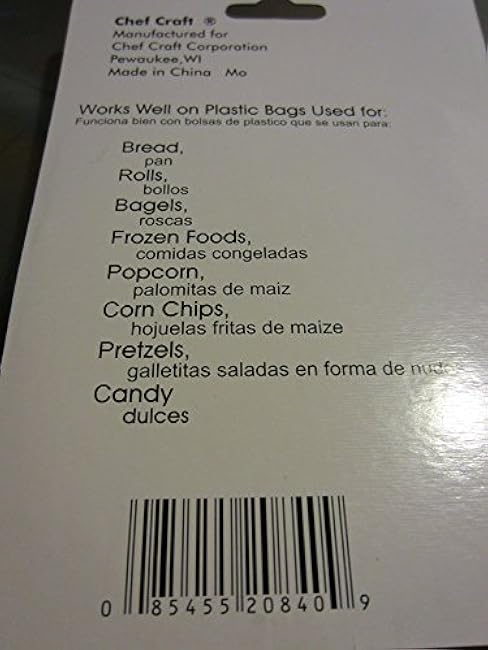 Chef Craft ®
Manufactured for
Chef Craft Corporation
Pewaukee,WI
Made in China Mo
Works Well on Plastic Bags Used for:
Funciona bien con bolsas de plastico que se usan para:
Bread,
pan
Rolls,
bollos
Bagels,
roscas
Frozen Foods,
comidas congeladas
Popcorn,
palomitas de maiz
Corn Chips,
hojuelas fritas de maize
Pretzels,
galletitas saladas en forma de nudo
Candy
dulces
0 85455 20840 9